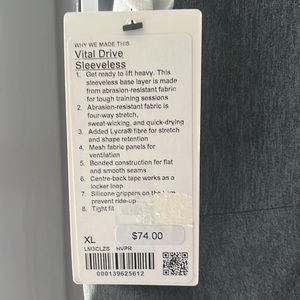 WHY WE MADE THIS
Vital Drive
Sleeveless
1. Get ready to lift heavy. This
sleeveless base layer is made
from abrasion-resistant fabric
for tough training sessions
2. Abrasion-resistant fabric is
four-way stretch,
sweat-wicking, and quick-drying
3. Added Lycra® fibre for stretch
and shape retention
4. Mesh fabric panels for
ventilation
5. Bonded construction for flat
and smooth seams
6. Centre-back tape works as a
locker loop
7. Silicone grippers on the hem
prevent ride-up
8. Tight fit
XL
$74.00
LM3CLZS HVPR
000139625612